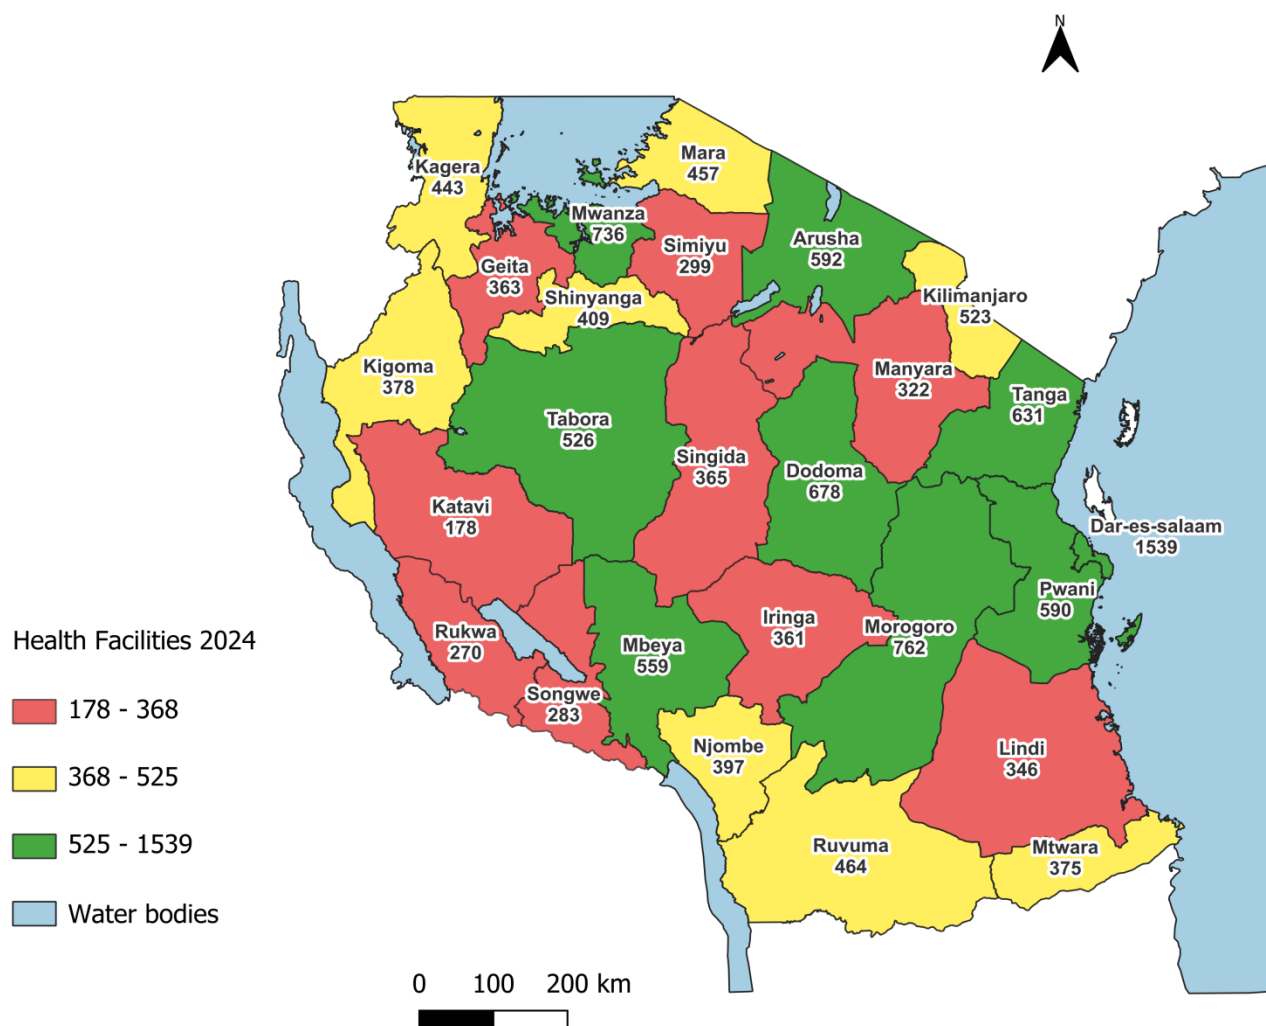 N
Mara
457
Kagera
443
Mwanza
736
Simiyu
299
Arusha
592
Geita
363
Shinyanga
409
Kilimanjaro
523
Kigoma
378
Manyara
322
Tanga
631
Tabora
526
Singida
365
Dodoma
678
Katavi
178
Dar-es-salaam
1539
Pwani
590
Rukwa
270
Iringa
361
Morogoro
762
Mbeya
559
Songwe
283
Njombe
397
Lindi
346
Ruvuma
464
Mtwara
375
Health Facilities 2024
178 - 368
368 - 525
525 - 1539
Water bodies
0 100 200 km